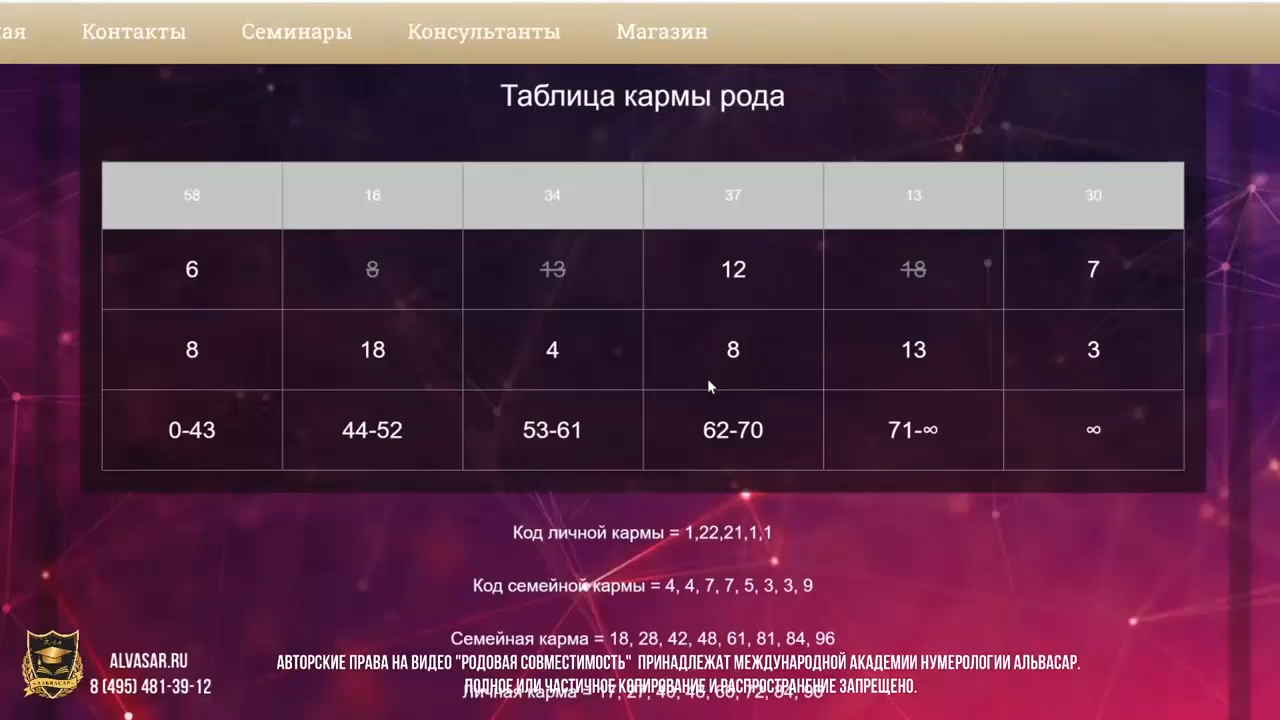 ая Контакты Семинары Консультанты Магазин
Таблица кармы рода
58 16 34 37 13 30
6 8 13 12 18 7
8 18 4 8 13 3
0-43 44-52 53-61 62-70 71-∞ ∞
Код личной кармы = 1,22,21,1,1
Код семейной кармы = 4, 4, 7, 7, 5, 3, 3, 9
Семейная карма = 18, 28, 42, 48, 61, 81, 84, 96
ALVASAR.RU
8 (495) 481-39-12
АВТОРСКИЕ ПРАВА НА ВИДЕО "РОДОВАЯ СОВМЕСТИМОСТЬ" ПРИНАДЛЕЖАТ МЕЖДУНАРОДНОЙ АКАДЕМИИ НУМЕРОЛОГИИ АЛЬВАСАР.
ПОЛНОЕ ИЛИ ЧАСТИЧНОЕ КОПИРОВАНИЕ И РАСПРОСТРАНЕНИЕ ЗАПРЕЩЕНО.
Личная карма =